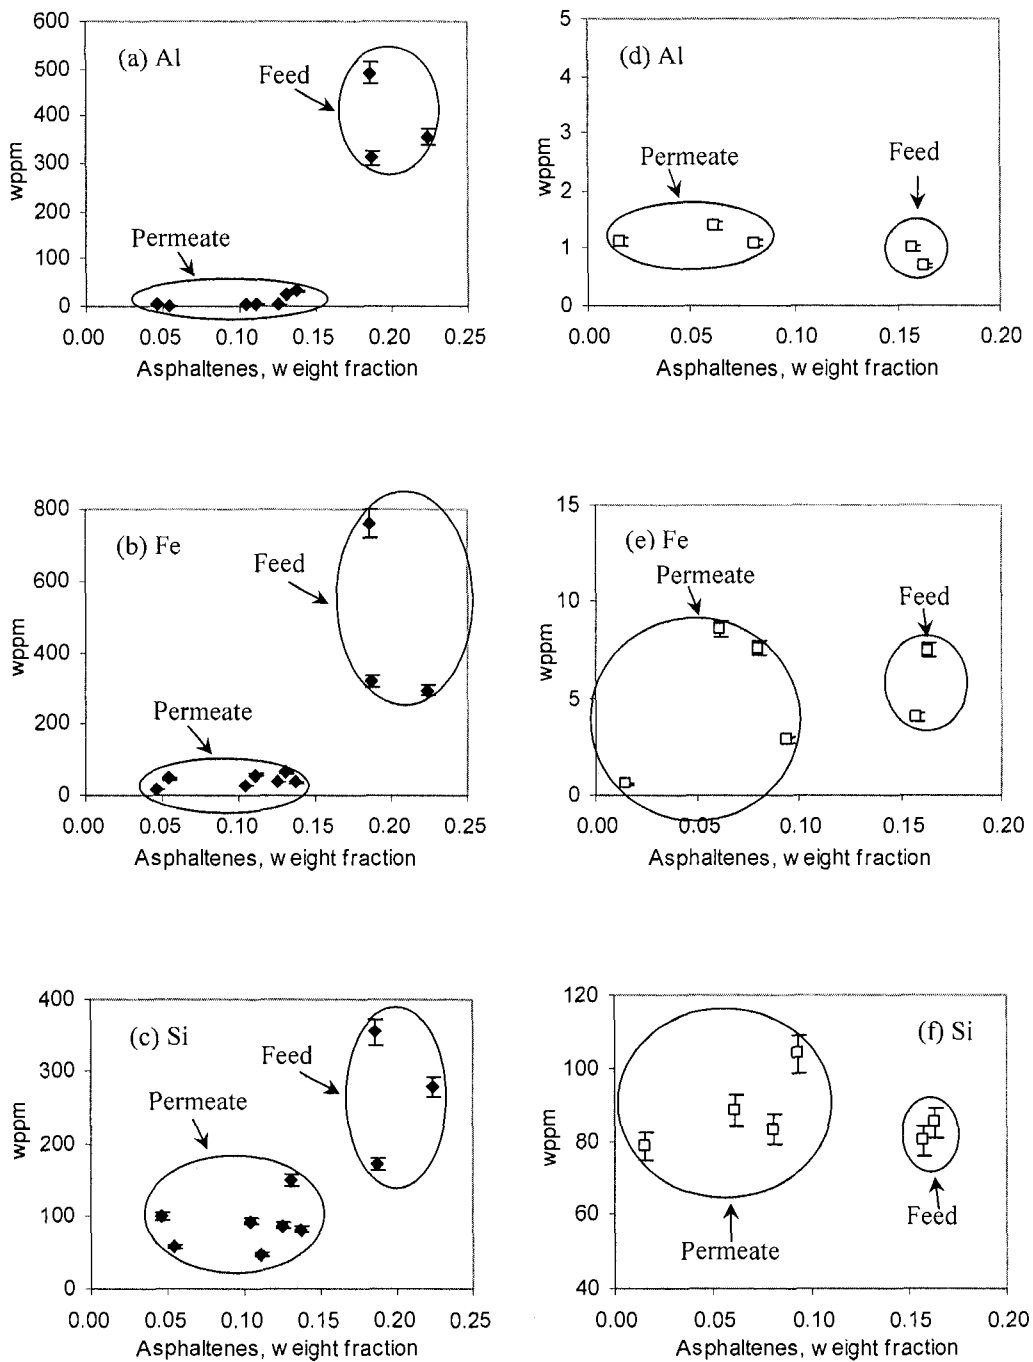 600
500
400
300
200
100
0
wppm
(a) Al
Feed
Permeate
0.00 0.05 0.10 0.15 0.20 0.25
Asphaltenes, weight fraction
5
4
3
2
1
0
wppm
(d) Al
Permeate
Feed
0.00 0.05 0.10 0.15 0.20
Asphaltenes, weight fraction
800
600
400
200
0
wppm
(b) Fe
Feed
Permeate
0.00 0.05 0.10 0.15 0.20 0.25
Asphaltenes, weight fraction
15
10
5
0
wppm
(e) Fe
Permeate
Feed
0.00 0.05 0.10 0.15 0.20
Asphaltenes, weight fraction
400
300
200
100
0
wppm
(c) Si
Feed
Permeate
0.00 0.05 0.10 0.15 0.20 0.25
Asphaltenes, weight fraction
120
100
80
60
40
wppm
(f) Si
Feed
Permeate
0.00 0.05 0.10 0.15 0.20
Asphaltenes, weight fraction